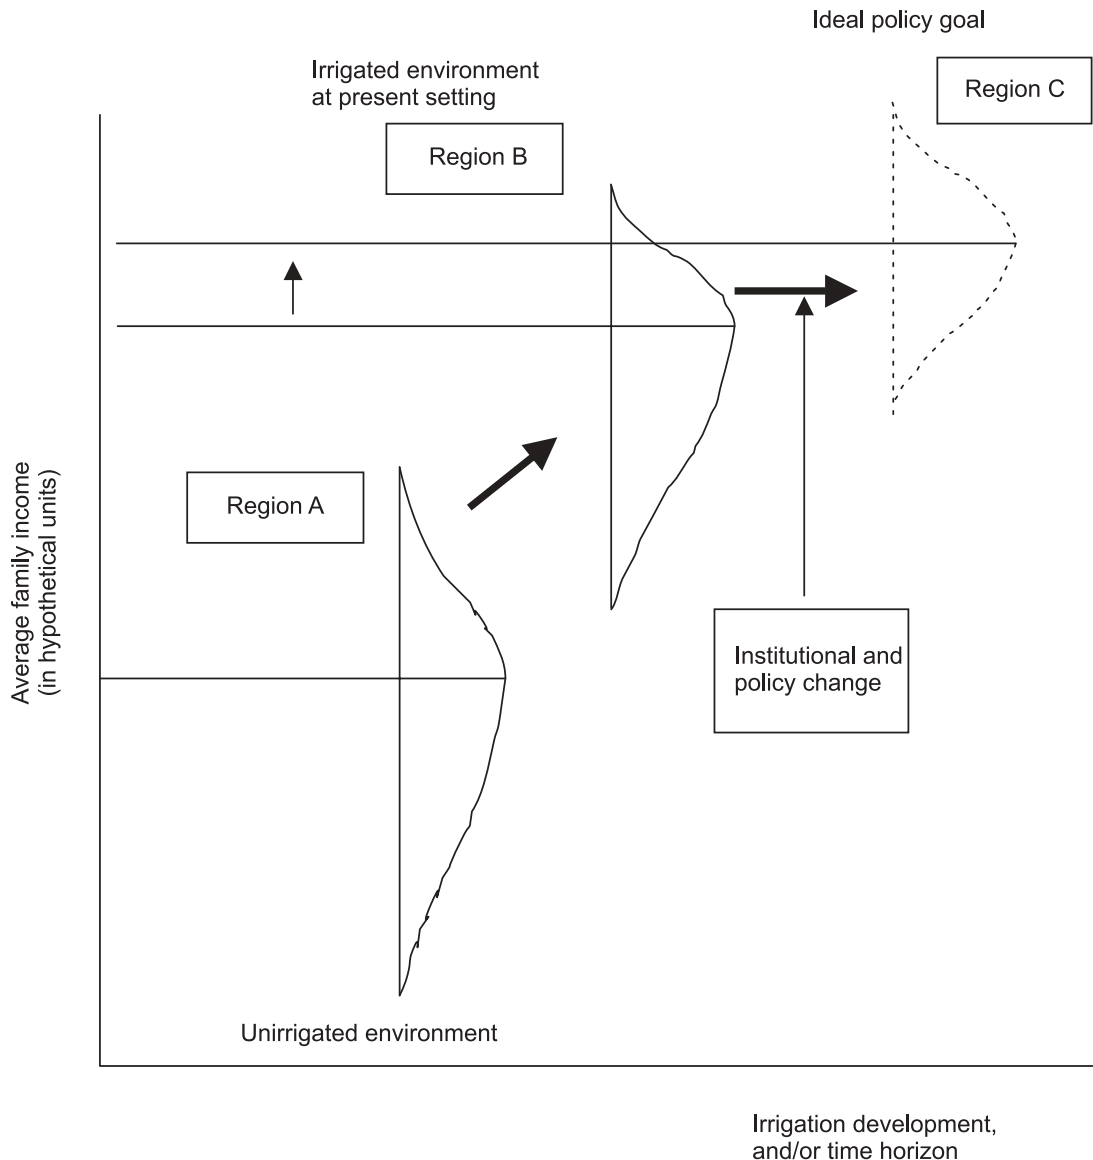 Ideal policy goal
Irrigated environment
at present setting
Region C
Region B
Region A
Average family income
(in hypothetical units)
Institutional and
policy change
Unirrigated environment
Irrigation development,
and/or time horizon